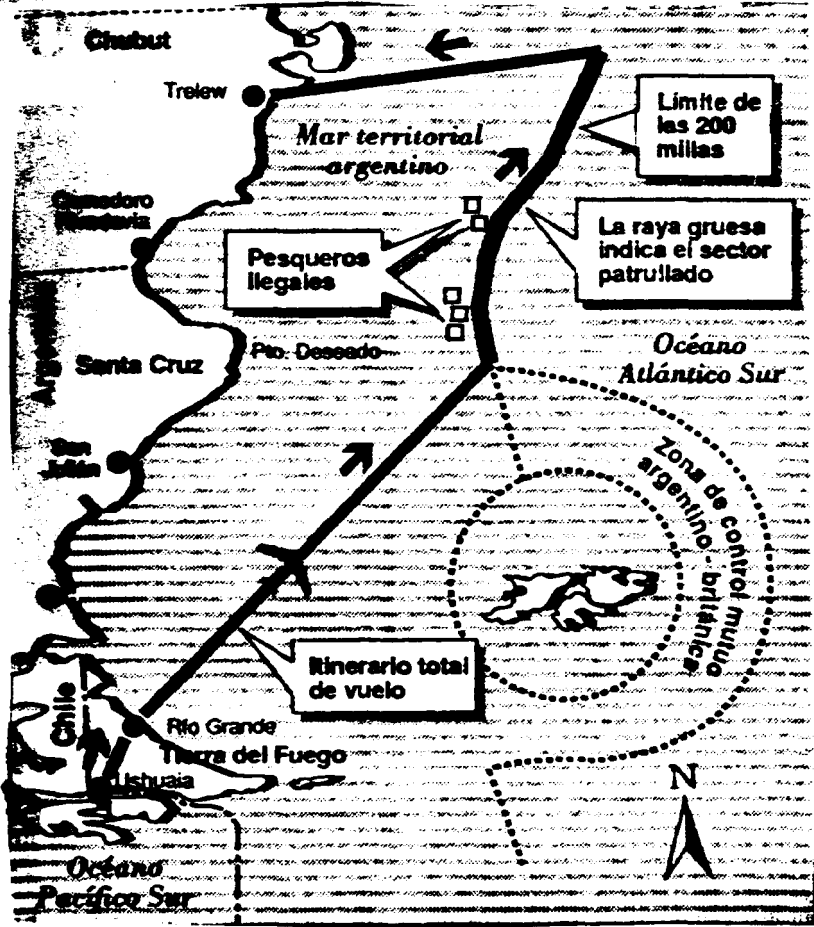 Chubut
Trelew
Mar territorial
argentino
Límite de
las 200
millas
Comodoro
Rivadavia
Pesqueros
ilegales
La raya gruesa
indica el sector
patrullado
Argentina
Santa Cruz
Pto. Deseado
Océano
Atlántico Sur
San
Julián
Zona de control mutuo
argentino - británica
Itinerario total
de vuelo
Chile
Río Grande
Tierra del Fuego
Ushuaia
N
Océano
Pacífico Sur